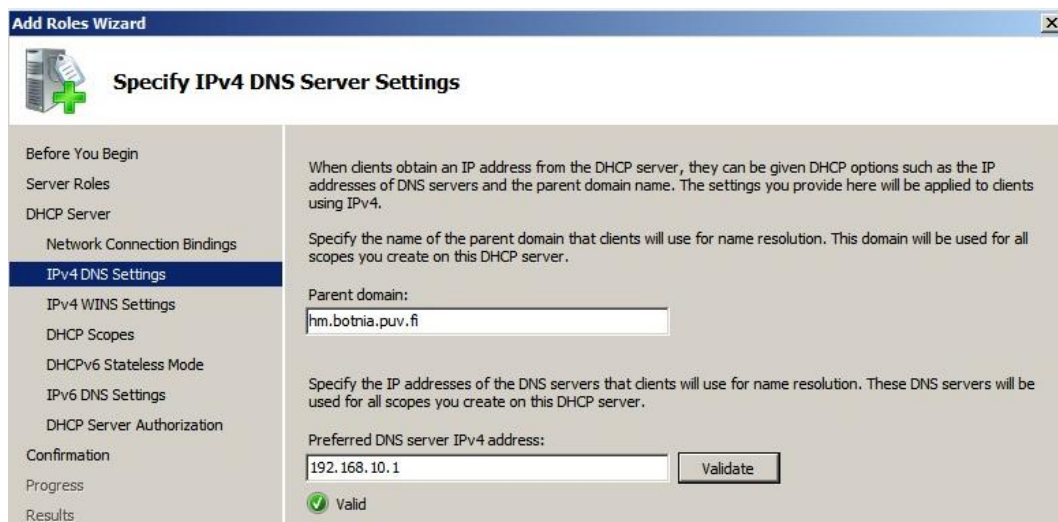 Add Roles Wizard
Specify IPv4 DNS Server Settings
Before You Begin
Server Roles
DHCP Server
Network Connection Bindings
IPv4 DNS Settings
IPv4 WINS Settings
DHCP Scopes
DHCPv6 Stateless Mode
IPv6 DNS Settings
DHCP Server Authorization
Confirmation
Progress
Results
When clients obtain an IP address from the DHCP server, they can be given DHCP options such as the IP
addresses of DNS servers and the parent domain name. The settings you provide here will be applied to clients
using IPv4.
Specify the name of the parent domain that clients will use for name resolution. This domain will be used for all
scopes you create on this DHCP server.
Parent domain:
hm.botnia.puv.fi
Specify the IP addresses of the DNS servers that clients will use for name resolution. These DNS servers will be
used for all scopes you create on this DHCP server.
Preferred DNS server IPv4 address:
192.168.10.1
Validate
Valid